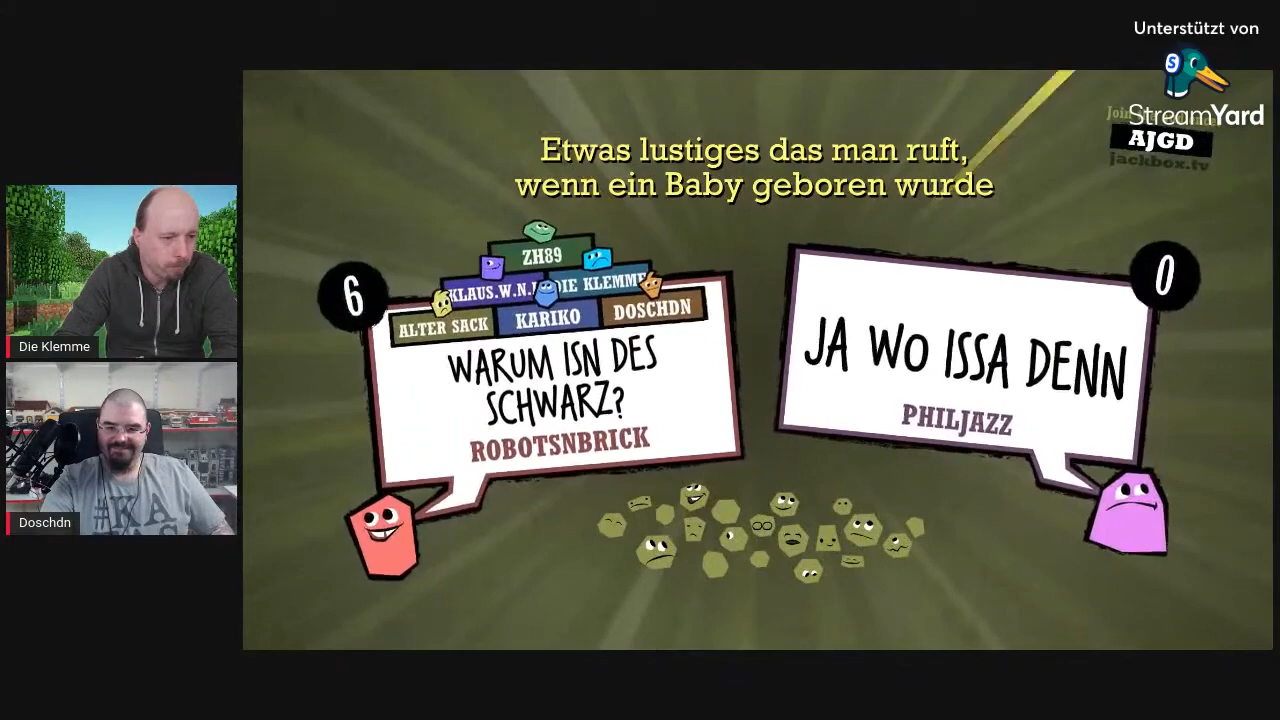 Unterstützt von
StreamYard
AJGD
jackbox.tv
Etwas lustiges das man ruft,
wenn ein Baby geboren wurde
6
ZH89
KLAUS.W.N.
DIE KLEMME
ALTER SACK
KARIKO
DOSCHDN
WARUM ISN DES
SCHWARZ?
ROBOTSNBRICK
0
JA WO ISSA DENN
PHILJAZZ
Die Klemme
Doschdn